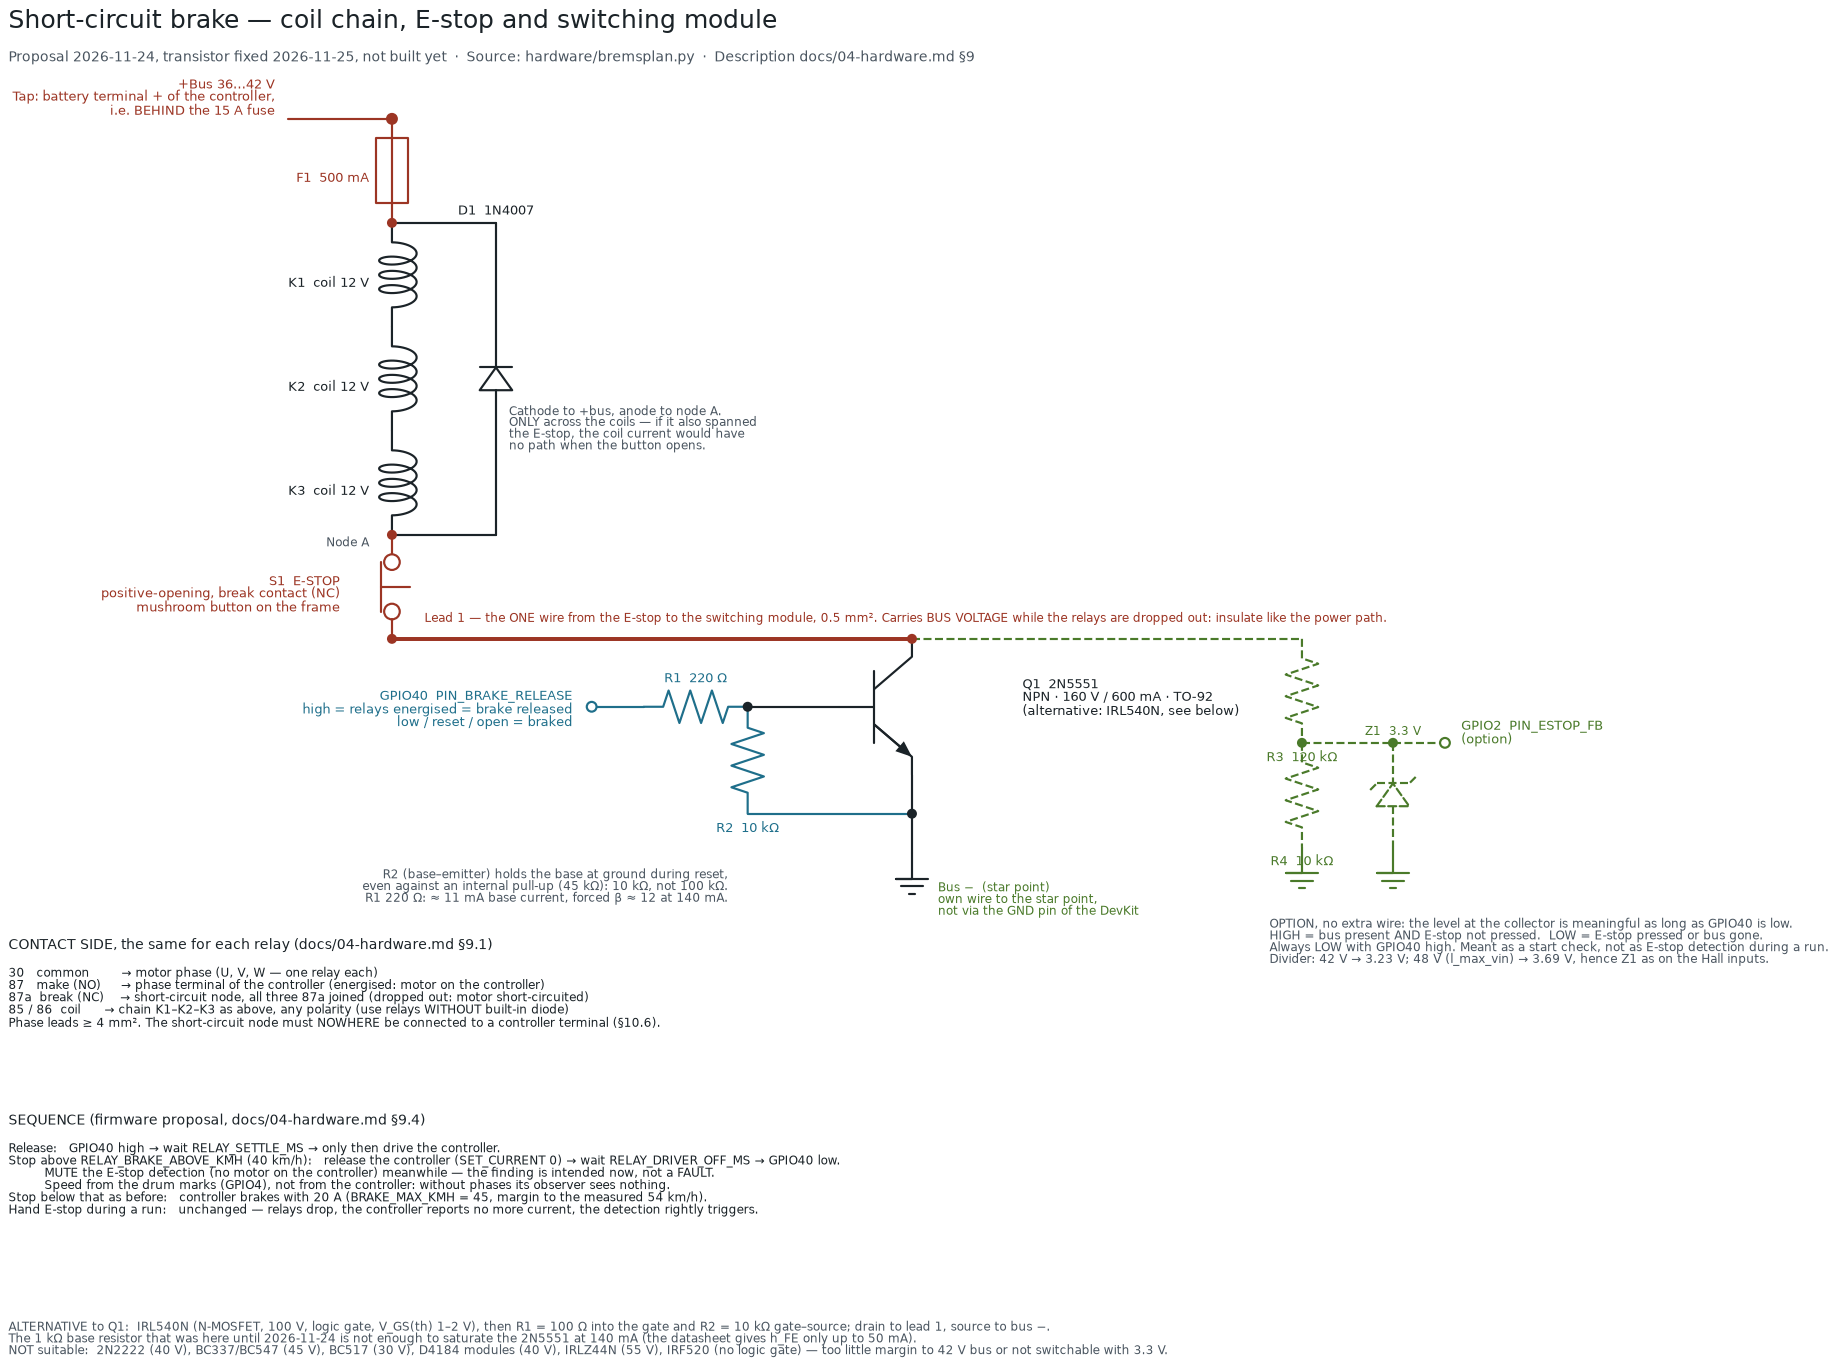 Short-circuit brake — coil chain, E-stop and switching module
Proposal 2026-11-24, transistor fixed 2026-11-25, not built yet · Source: hardware/bremsplan.py · Description docs/04-hardware.md §9
+Bus 36…42 V
Tap: battery terminal + of the controller,
i.e. BEHIND the 15 A fuse
F1 500 mA
D1 1N4007
K1 coil 12 V
K2 coil 12 V
Cathode to +bus, anode to node A.
ONLY across the coils — if it also spanned
the E-stop, the coil current would have
no path when the button opens.
K3 coil 12 V
Node A
S1 E-STOP
positive-opening, break contact (NC)
mushroom button on the frame
Lead 1 — the ONE wire from the E-stop to the switching module, 0.5 mm². Carries BUS VOLTAGE while the relays are dropped out: insulate like the power path.
R1 220 Ω
GPIO40 PIN_BRAKE_RELEASE
high = relays energised = brake released
low / reset / open = braked
Q1 2N5551
NPN · 160 V / 600 mA · TO-92
(alternative: IRL540N, see below)
Z1 3.3 V
GPIO2 PIN_ESTOP_FB
(option)
R3 120 kΩ
R2 10 kΩ
R4 10 kΩ
R2 (base–emitter) holds the base at ground during reset,
even against an internal pull-up (45 kΩ): 10 kΩ, not 100 kΩ.
R1 220 Ω: ≈ 11 mA base current, forced β ≈ 12 at 140 mA.
Bus − (star point)
own wire to the star point,
not via the GND pin of the DevKit
OPTION, no extra wire: the level at the collector is meaningful as long as GPIO40 is low.
HIGH = bus present AND E-stop not pressed. LOW = E-stop pressed or bus gone.
Always LOW with GPIO40 high. Meant as a start check, not as E-stop detection during a run.
Divider: 42 V → 3.23 V; 48 V (l_max_vin) → 3.69 V, hence Z1 as on the Hall inputs.
CONTACT SIDE, the same for each relay (docs/04-hardware.md §9.1)
30 common → motor phase (U, V, W — one relay each)
87 make (NO) → phase terminal of the controller (energised: motor on the controller)
87a break (NC) → short-circuit node, all three 87a joined (dropped out: motor short-circuited)
85 / 86 coil → chain K1–K2–K3 as above, any polarity (use relays WITHOUT built-in diode)
Phase leads ≥ 4 mm². The short-circuit node must NOWHERE be connected to a controller terminal (§10.6).
SEQUENCE (firmware proposal, docs/04-hardware.md §9.4)
Release: GPIO40 high → wait RELAY_SETTLE_MS → only then drive the controller.
Stop above RELAY_BRAKE_ABOVE_KMH (40 km/h): release the controller (SET_CURRENT 0) → wait RELAY_DRIVER_OFF_MS → GPIO40 low.
MUTE the E-stop detection (no motor on the controller) meanwhile — the finding is intended now, not a FAULT.
Speed from the drum marks (GPIO4), not from the controller: without phases its observer sees nothing.
Stop below that as before: controller brakes with 20 A (BRAKE_MAX_KMH = 45, margin to the measured 54 km/h).
Hand E-stop during a run: unchanged — relays drop, the controller reports no more current, the detection rightly triggers.
ALTERNATIVE to Q1: IRL540N (N-MOSFET, 100 V, logic gate, V_GS(th) 1–2 V), then R1 = 100 Ω into the gate and R2 = 10 kΩ gate–source; drain to lead 1, source to bus −.
The 1 kΩ base resistor that was here until 2026-11-24 is not enough to saturate the 2N5551 at 140 mA (the datasheet gives h_FE only up to 50 mA).
NOT suitable: 2N2222 (40 V), BC337/BC547 (45 V), BC517 (30 V), D4184 modules (40 V), IRLZ44N (55 V), IRF520 (no logic gate) — too little margin to 42 V bus or not switchable with 3.3 V.